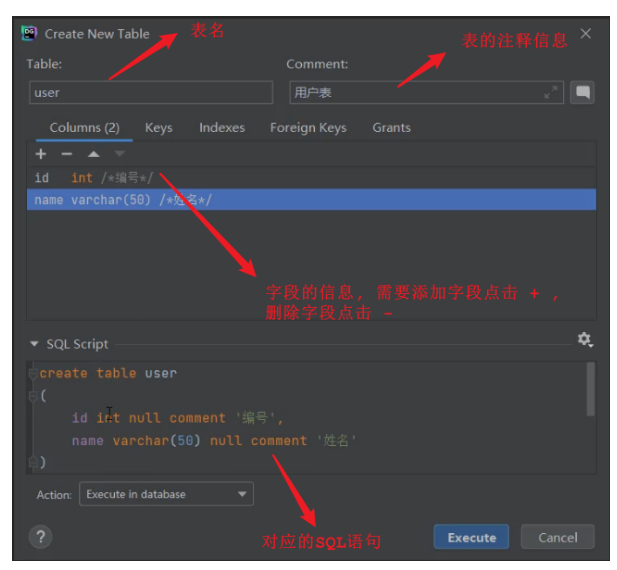 DG Create New Table
表名
表的注释信息
Table:
Comment:
user
用户表
Columns (2) Keys Indexes Foreign Keys Grants
id int /*编号*/
name varchar(50) /*姓名*/
字段的信息, 需要添加字段点击 + ,
删除字段点击 -
SQL Script
create table user
(
id int null comment '编号',
name varchar(50) null comment '姓名'
)
Action: Execute in database
? 对应的SQL语句 Execute Cancel